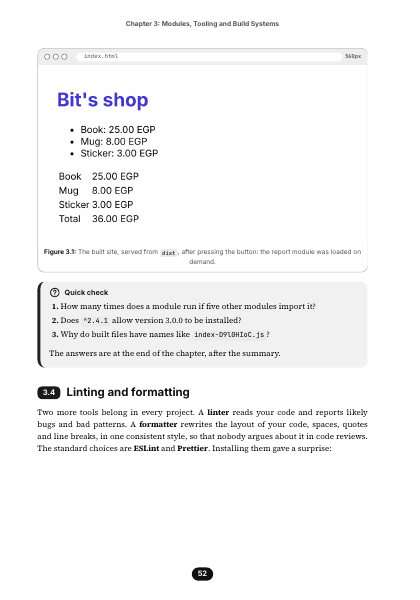 Chapter 3: Modules, Tooling and Build Systems
index.html
560px
Bit's shop
• Book: 25.00 EGP
• Mug: 8.00 EGP
• Sticker: 3.00 EGP
Book 25.00 EGP
Mug 8.00 EGP
Sticker 3.00 EGP
Total 36.00 EGP
Figure 3.1: The built site, served from dist, after pressing the button: the report module was loaded on
demand.
Quick check
1. How many times does a module run if five other modules import it?
2. Does ^2.4.1 allow version 3.0.0 to be installed?
3. Why do built files have names like index-D9l0HIoC.js?
The answers are at the end of the chapter, after the summary.
3.4 Linting and formatting
Two more tools belong in every project. A linter reads your code and reports likely
bugs and bad patterns. A formatter rewrites the layout of your code, spaces, quotes
and line breaks, in one consistent style, so that nobody argues about it in code reviews.
The standard choices are ESLint and Prettier. Installing them gave a surprise:
52